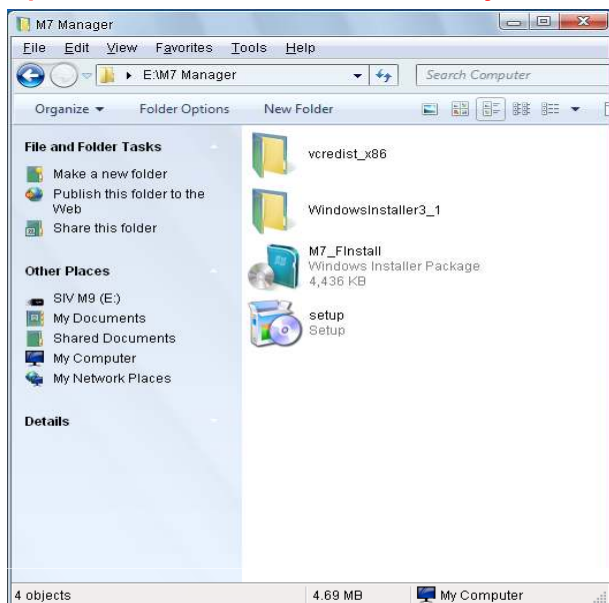 M7 Manager
File Edit View Favorites Tools Help
E:\M7 Manager
Search Computer
Organize Folder Options New Folder
File and Folder Tasks
Make a new folder
Publish this folder to the
Web
Share this folder
Other Places
SIV M9 (E:)
My Documents
Shared Documents
My Computer
My Network Places
Details
vcredist_x86
WindowsInstaller3_1
M7_FInstall
Windows Installer Package
4,436 KB
setup
Setup
4 objects 4.69 MB My Computer